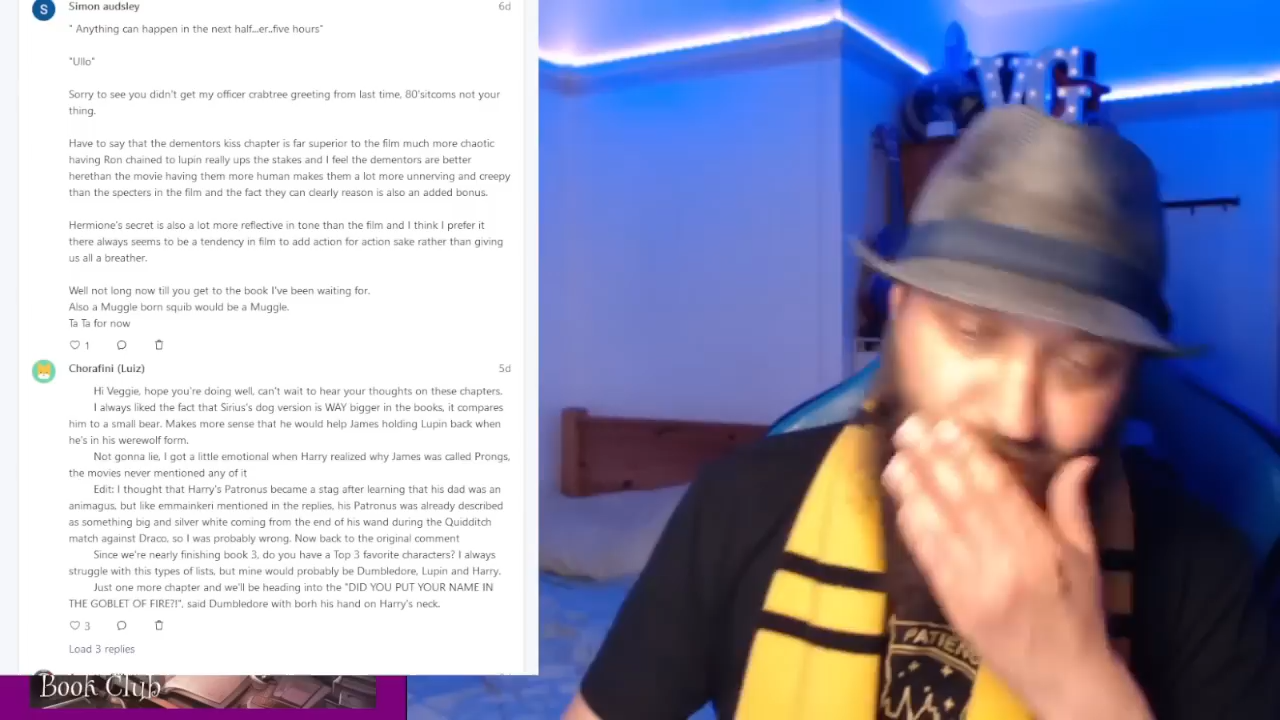 S
Simon audsley
6d
" Anything can happen in the next half...er..five hours"
"Ullo"
Sorry to see you didn't get my officer crabtree greeting from last time, 80'sitcoms not your
thing.
Have to say that the dementors kiss chapter is far superior to the film much more chaotic
having Ron chained to lupin really ups the stakes and I feel the dementors are better
herethan the movie having them more human makes them a lot more unnerving and creepy
than the specters in the film and the fact they can clearly reason is also an added bonus.
Hermione's secret is also a lot more reflective in tone than the film and I think I prefer it
there always seems to be a tendency in film to add action for action sake rather than giving
us all a breather.
Well not long now till you get to the book I've been waiting for.
Also a Muggle born squib would be a Muggle.
Ta Ta for now
1
Chorafini (Luiz)
5d
Hi Veggie, hope you're doing well, can't wait to hear your thoughts on these chapters.
I always liked the fact that Sirius's dog version is WAY bigger in the books, it compares
him to a small bear. Makes more sense that he would help James holding Lupin back when
he's in his werewolf form.
Not gonna lie, I got a little emotional when Harry realized why James was called Prongs,
the movies never mentioned any of it
Edit: I thought that Harry's Patronus became a stag after learning that his dad was an
animagus, but like emmainkeri mentioned in the replies, his Patronus was already described
as something big and silver white coming from the end of his wand during the Quidditch
match against Draco, so I was probably wrong. Now back to the original comment
Since we're nearly finishing book 3, do you have a Top 3 favorite characters? I always
struggle with this types of lists, but mine would probably be Dumbledore, Lupin and Harry.
Just one more chapter and we'll be heading into the "DID YOU PUT YOUR NAME IN
THE GOBLET OF FIRE?!", said Dumbledore with borh his hand on Harry's neck.
3
Load 3 replies
Book Club
VG
PATIENC